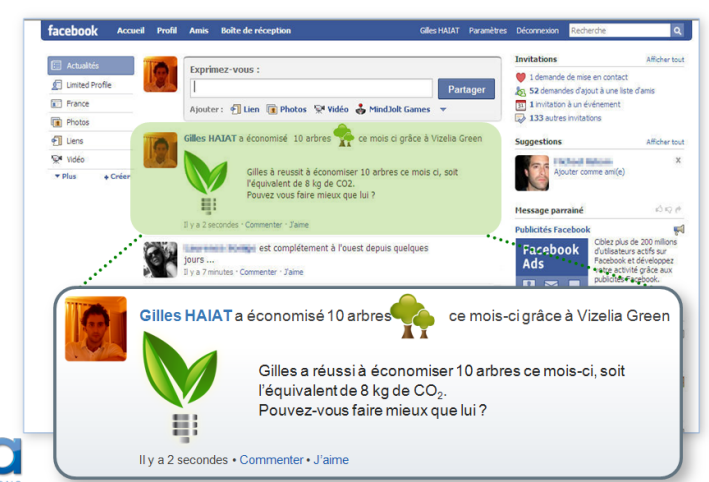 facebook Accueil Profil Amis Boîte de réception Gilles HAIAT Paramètres Déconnexion Recherche
Actualités
Limited Profile
France
Photos
Liens
Vidéo
Plus Créer
Exprimez-vous :
Partager
Ajouter : Lien Photos Vidéo MindJolt Games
Gilles HAIAT a économisé 10 arbres ce mois ci grâce à Vizelia Green
Gilles à reussit à économiser 10 arbres ce mois ci, soit
l'équivalent de 8 kg de CO2.
Pouvez vous faire mieux que lui ?
Il y a 2 secondes · Commenter · J'aime
est complétement à l'ouest depuis quelques
jours ...
Il y a 7 minutes · Commenter · J'aime
Invitations Afficher tout
1 demande de mise en contact
52 demandes d'ajout à une liste d'amis
1 invitation à un événement
133 autres invitations
Suggestions Afficher tout
X
Ajouter comme ami(e)
Message parrainé
Publicités Facebook
Facebook
Ads
Ciblez plus de 200 millions
d'utilisateurs actifs sur
Facebook et développez
votre activité grâce aux
publicités Facebook.
Gilles HAIAT a économisé 10 arbres ce mois-ci grâce à Vizelia Green
Gilles a réussi à économiser 10 arbres ce mois-ci, soit
l'équivalent de 8 kg de CO₂.
Pouvez-vous faire mieux que lui ?
Il y a 2 secondes • Commenter • J'aime